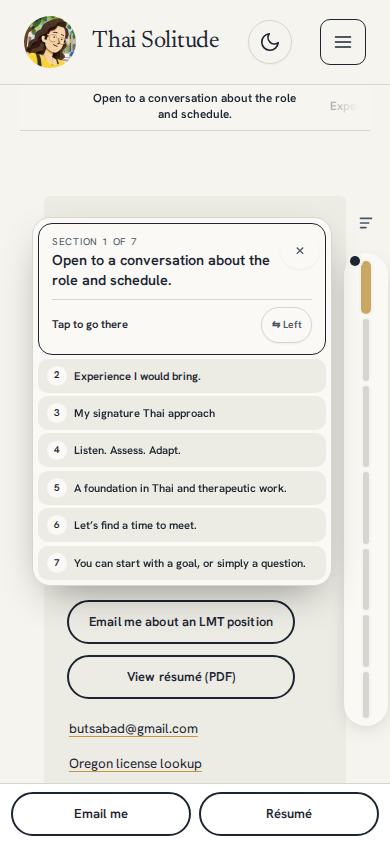 Thai Solitude
Open to a conversation about the role
and schedule.
Expe
SECTION 1 OF 7
Open to a conversation about the
role and schedule.
×
Tap to go there
⇆ Left
2 Experience I would bring.
3 My signature Thai approach
4 Listen. Assess. Adapt.
5 A foundation in Thai and therapeutic work.
6 Let’s find a time to meet.
7 You can start with a goal, or simply a question.
Email me about an LMT position
View résumé (PDF)
butsabad@gmail.com
Oregon license lookup
Email me
Résumé